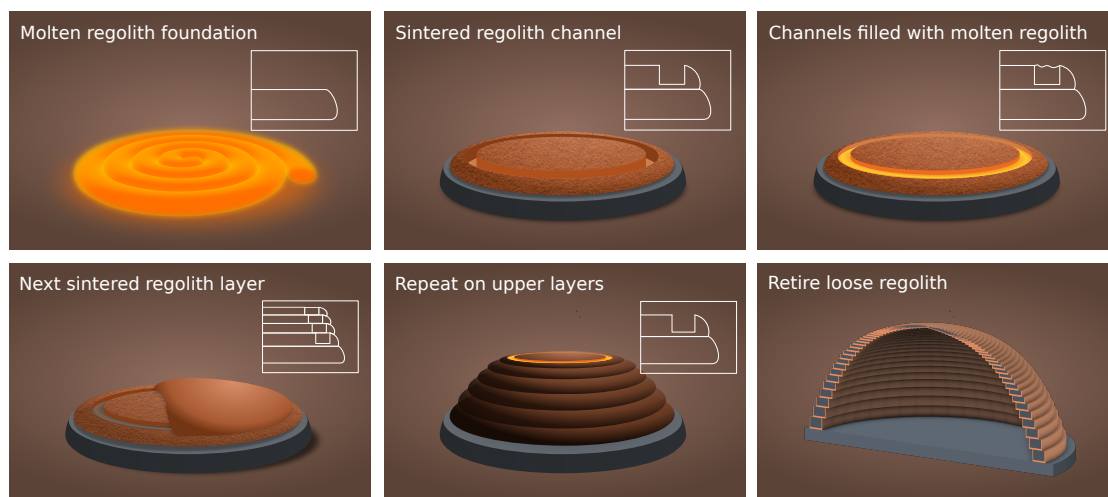 Molten regolith foundation
Sintered regolith channel
Channels filled with molten regolith
Next sintered regolith layer
Repeat on upper layers
Retire loose regolith